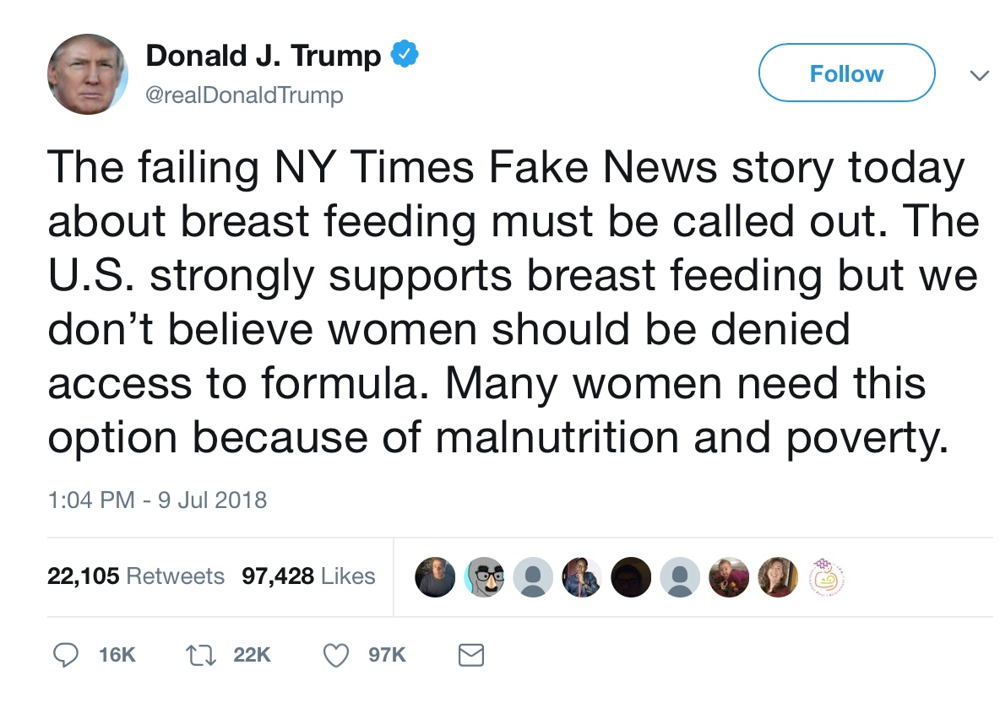 Donald J. Trump
@realDonaldTrump
Follow
The failing NY Times Fake News story today
about breast feeding must be called out. The
U.S. strongly supports breast feeding but we
don’t believe women should be denied
access to formula. Many women need this
option because of malnutrition and poverty.
1:04 PM - 9 Jul 2018
22,105 Retweets 97,428 Likes
16K 22K 97K